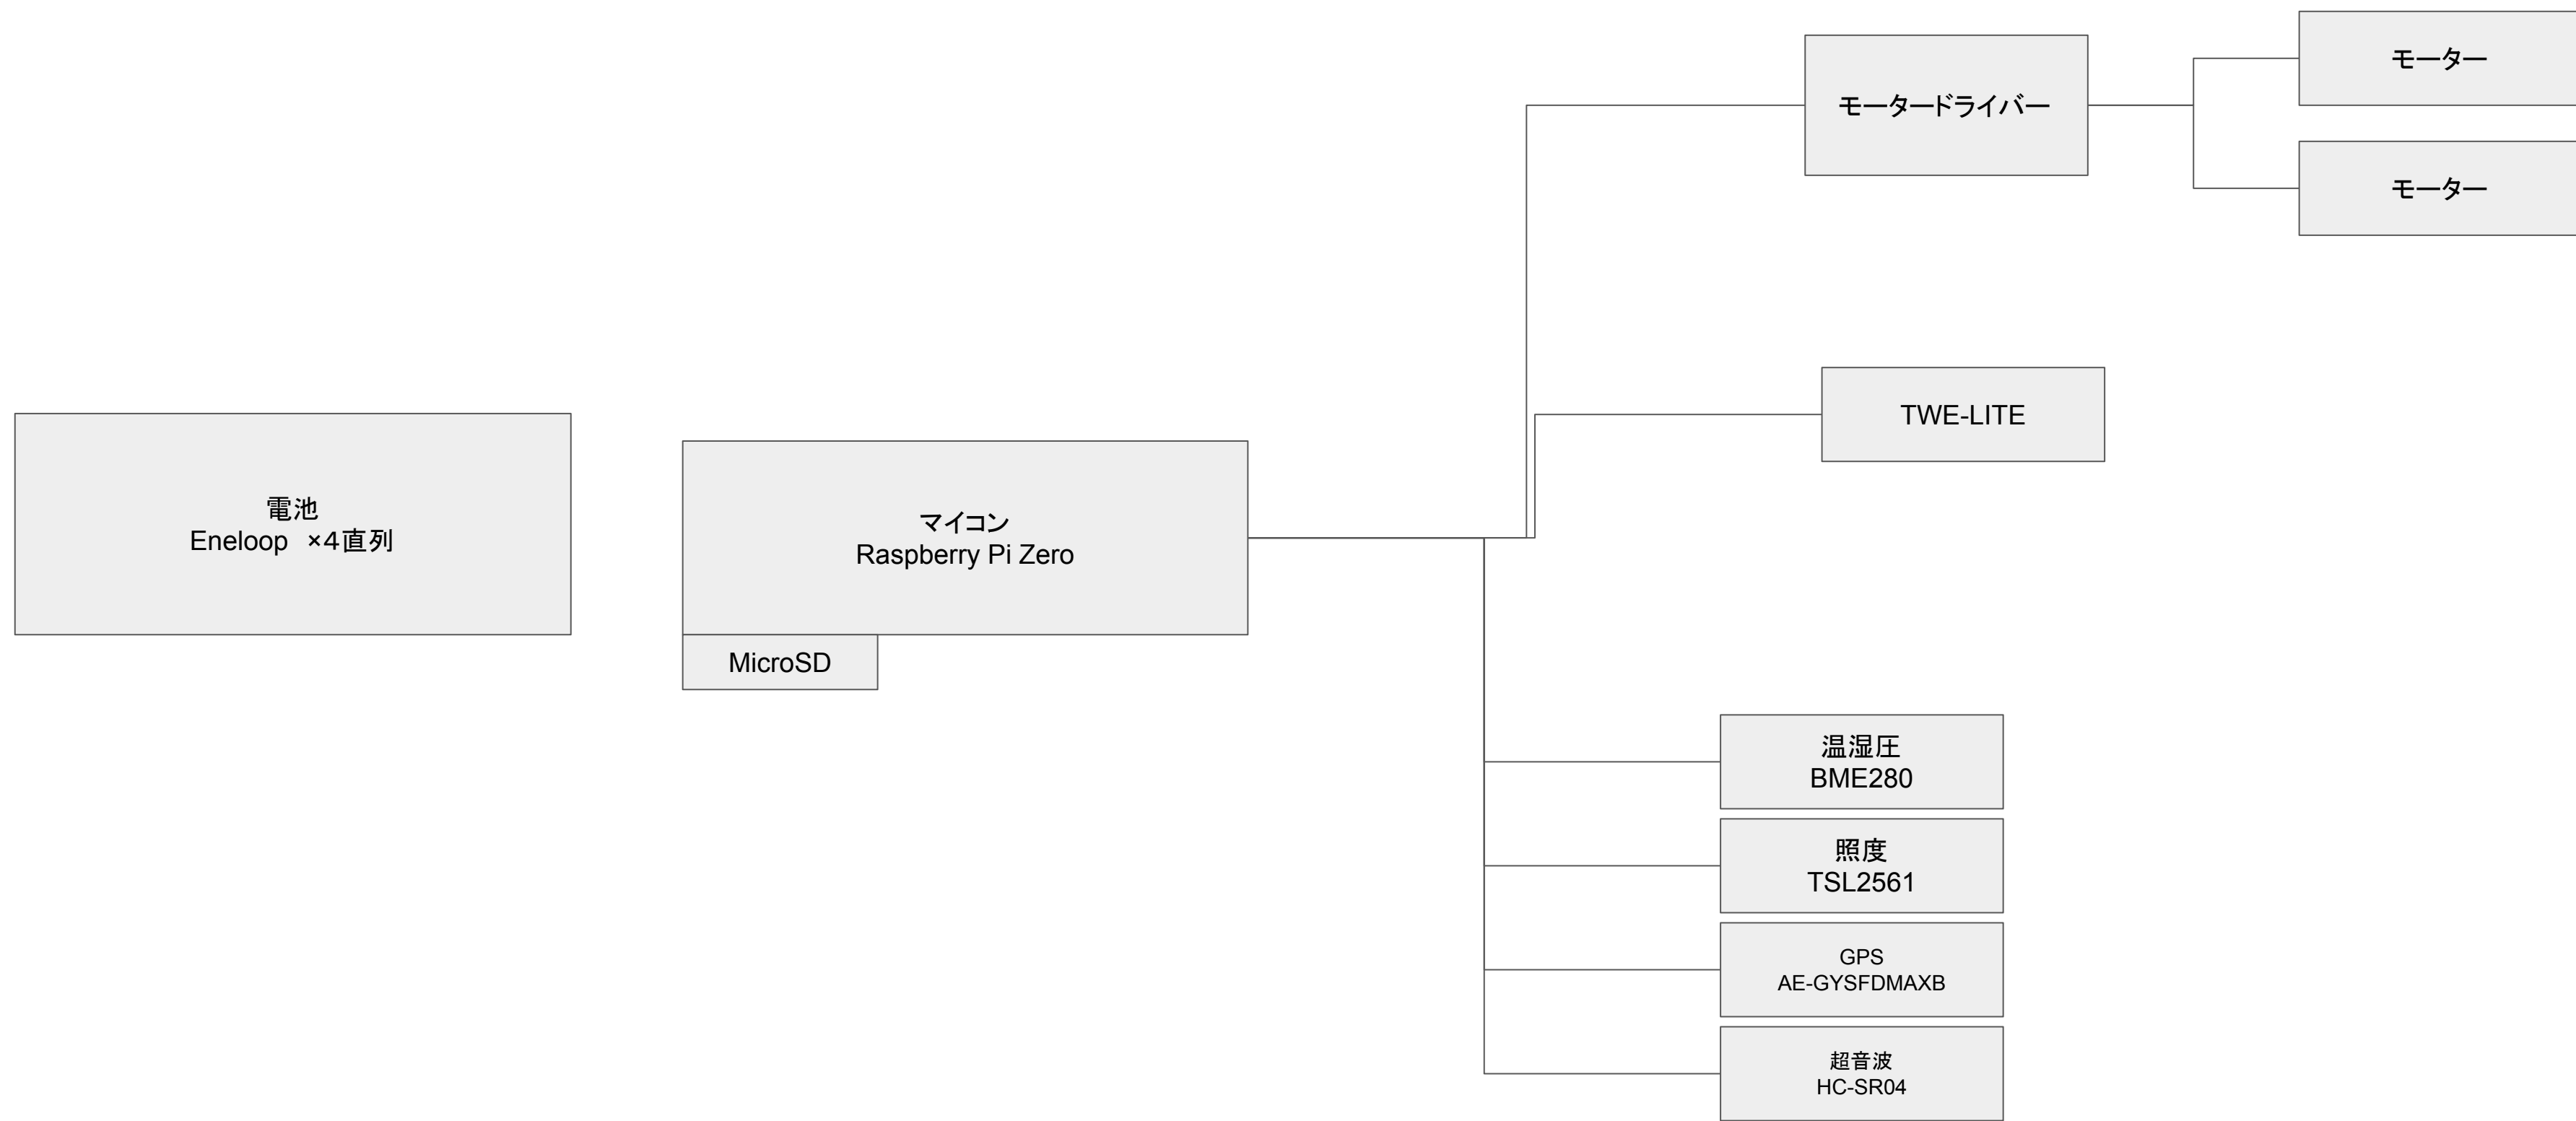 モーター
モータードライバー
モーター
TWE-LITE
電池
Eneloop　×4直列
マイコン
Raspberry Pi Zero
MicroSD
温湿圧
BME280
照度
TSL2561
GPS
AE-GYSFDMAXB
超音波
HC-SR04